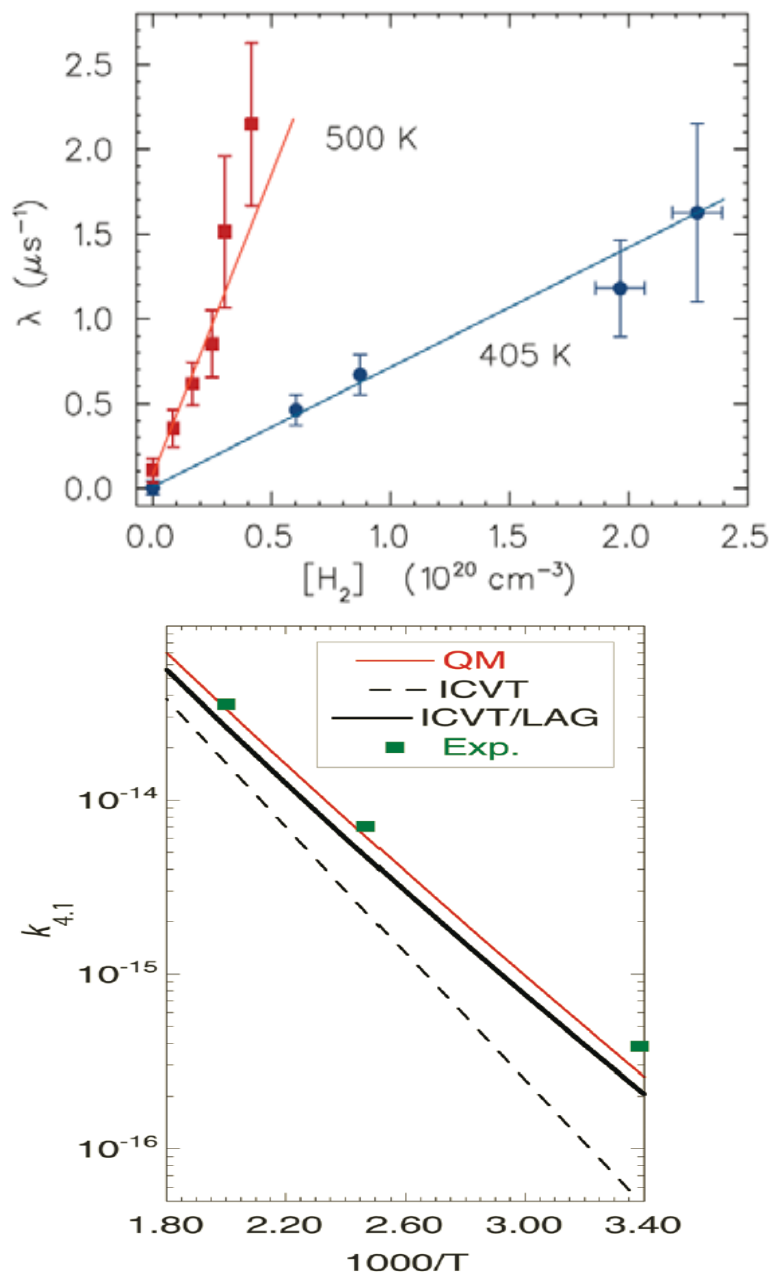 2.5
2.0
1.5
1.0
0.5
0.0
λ (μs⁻¹)
500 K
405 K
0.0 0.5 1.0 1.5 2.0 2.5
[H₂] (10²⁰ cm⁻³)
QM
ICVT
ICVT/LAG
Exp.
10⁻¹⁴
10⁻¹⁵
10⁻¹⁶
k₄.₁
1.80 2.20 2.60 3.00 3.40
1000/T